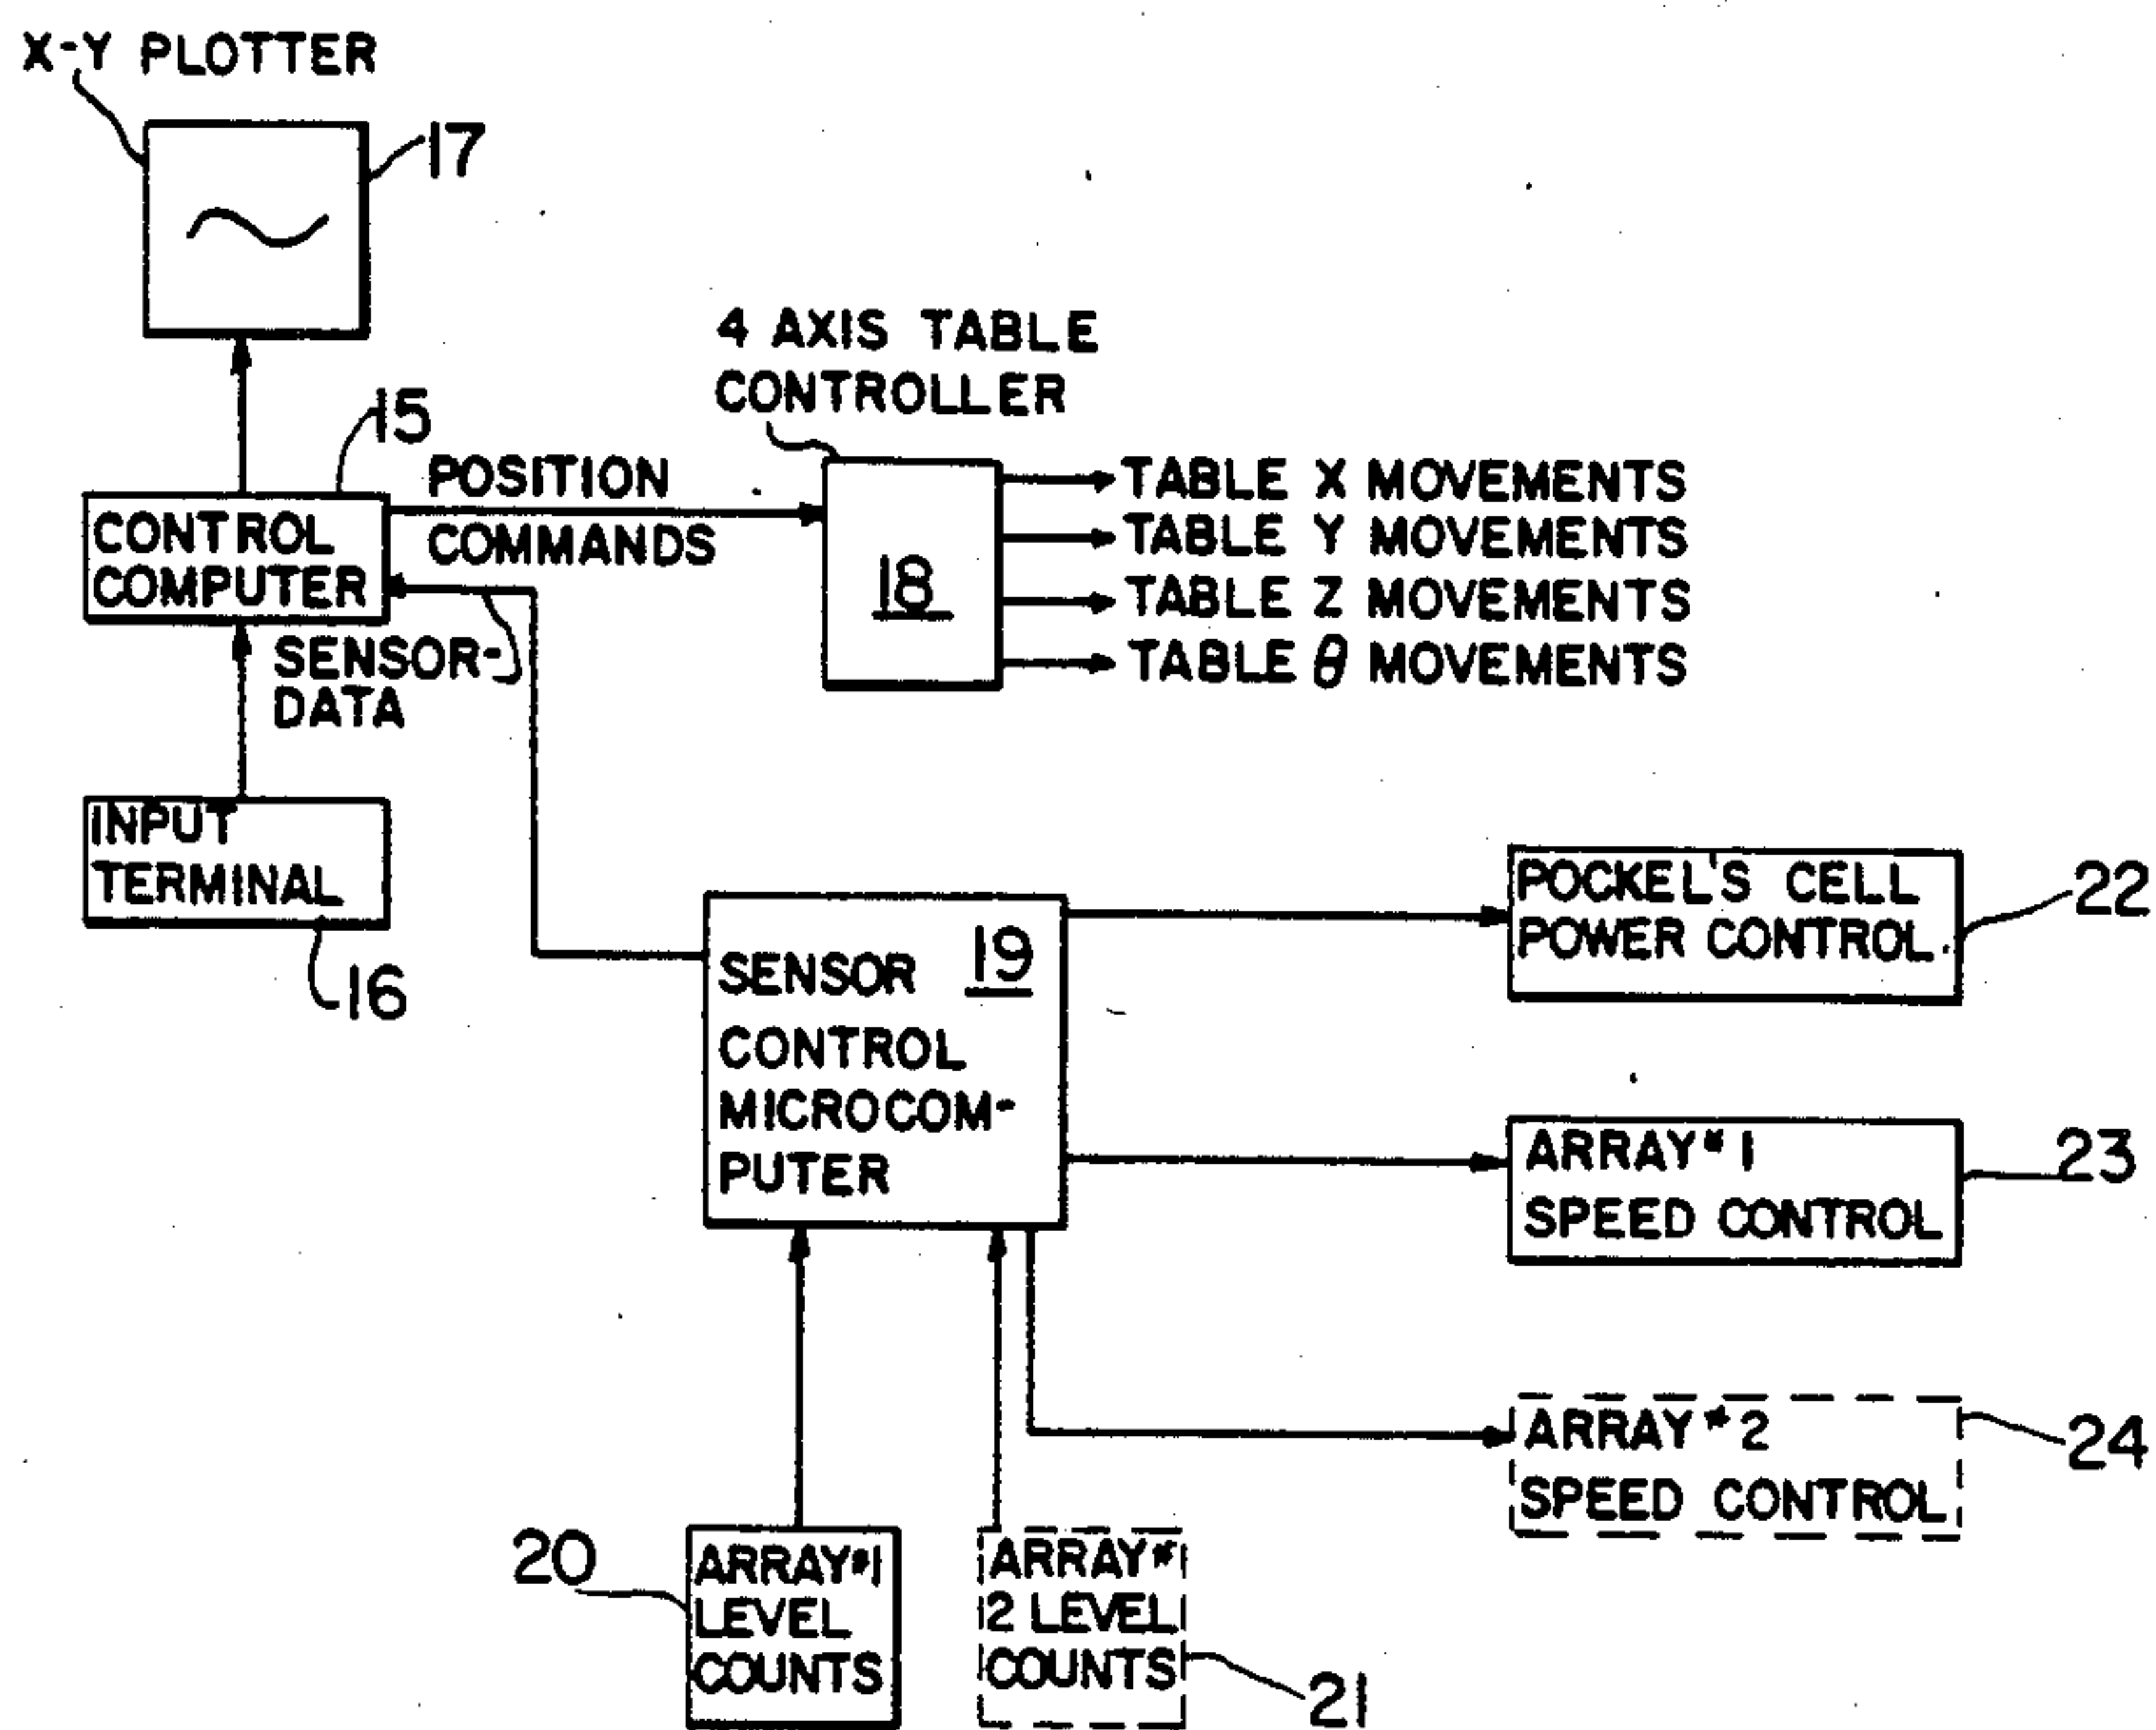 X-Y PLOTTER
17
4 AXIS TABLE
CONTROLLER
15
POSITION
COMMANDS
CONTROL
COMPUTER
18
TABLE X MOVEMENTS
TABLE Y MOVEMENTS
TABLE Z MOVEMENTS
TABLE θ MOVEMENTS
SENSOR-
DATA
INPUT
TERMINAL
16
SENSOR 19
CONTROL
MICROCOM-
PUTER
POCKEL'S CELL
POWER CONTROL
22
ARRAY #1
SPEED CONTROL
23
ARRAY #2
SPEED CONTROL
24
20
ARRAY #1
LEVEL
COUNTS
ARRAY #
2 LEVEL
COUNTS
21